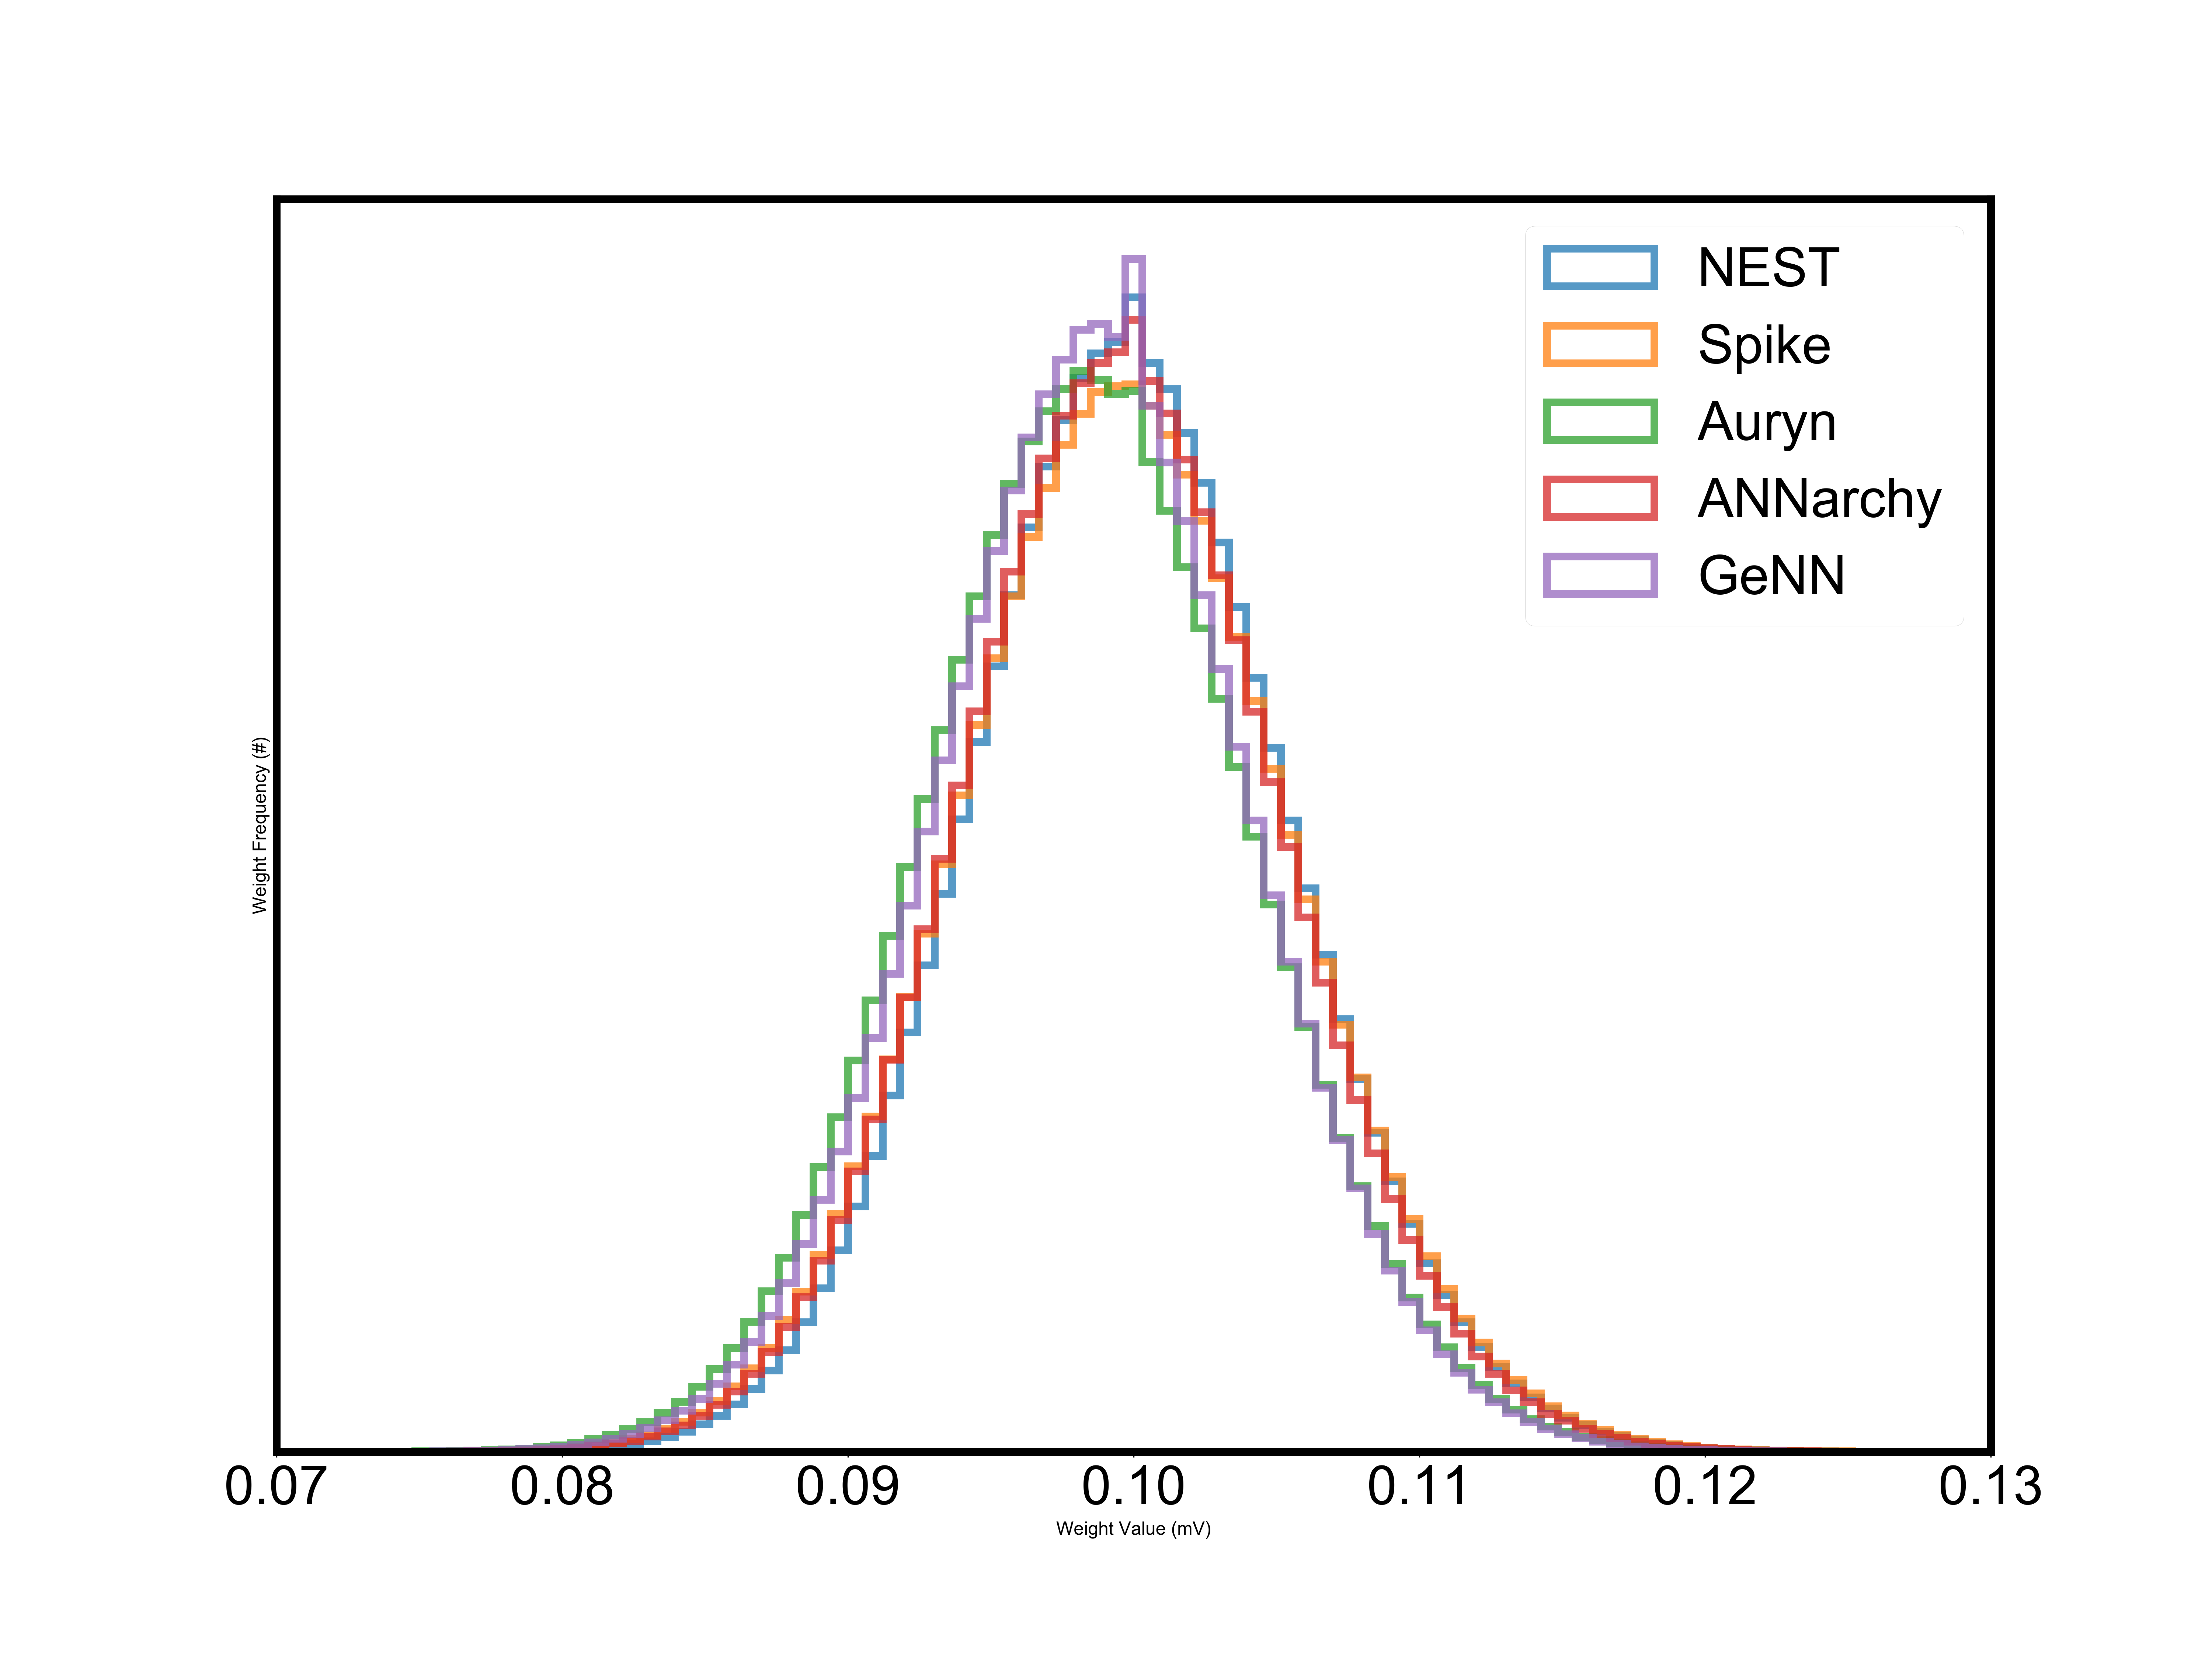 NEST
Spike
Auryn
ANNarchy
GeNN
Weight Frequency (#)
0.07 0.08 0.09 0.10 0.11 0.12 0.13
Weight Value (mV)